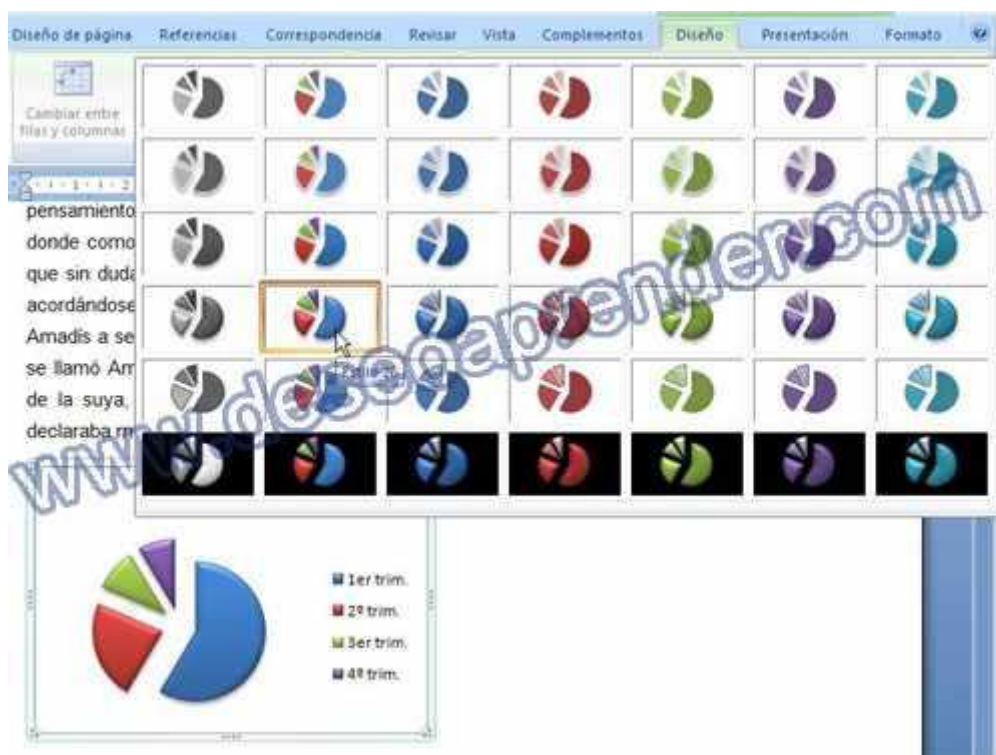 Diseño de página Referencias Correspondencia Revisar Vista Complementos Diseño Presentación Formato
Cambiar entre
filas y columnas
pensamiento
donde como
que sin duda
acordándose
Amadís a se
se llamó Am
de la suya,
declaraba
www.deseoaprender.com
1er trim.
2º trim.
3er trim.
4º trim.